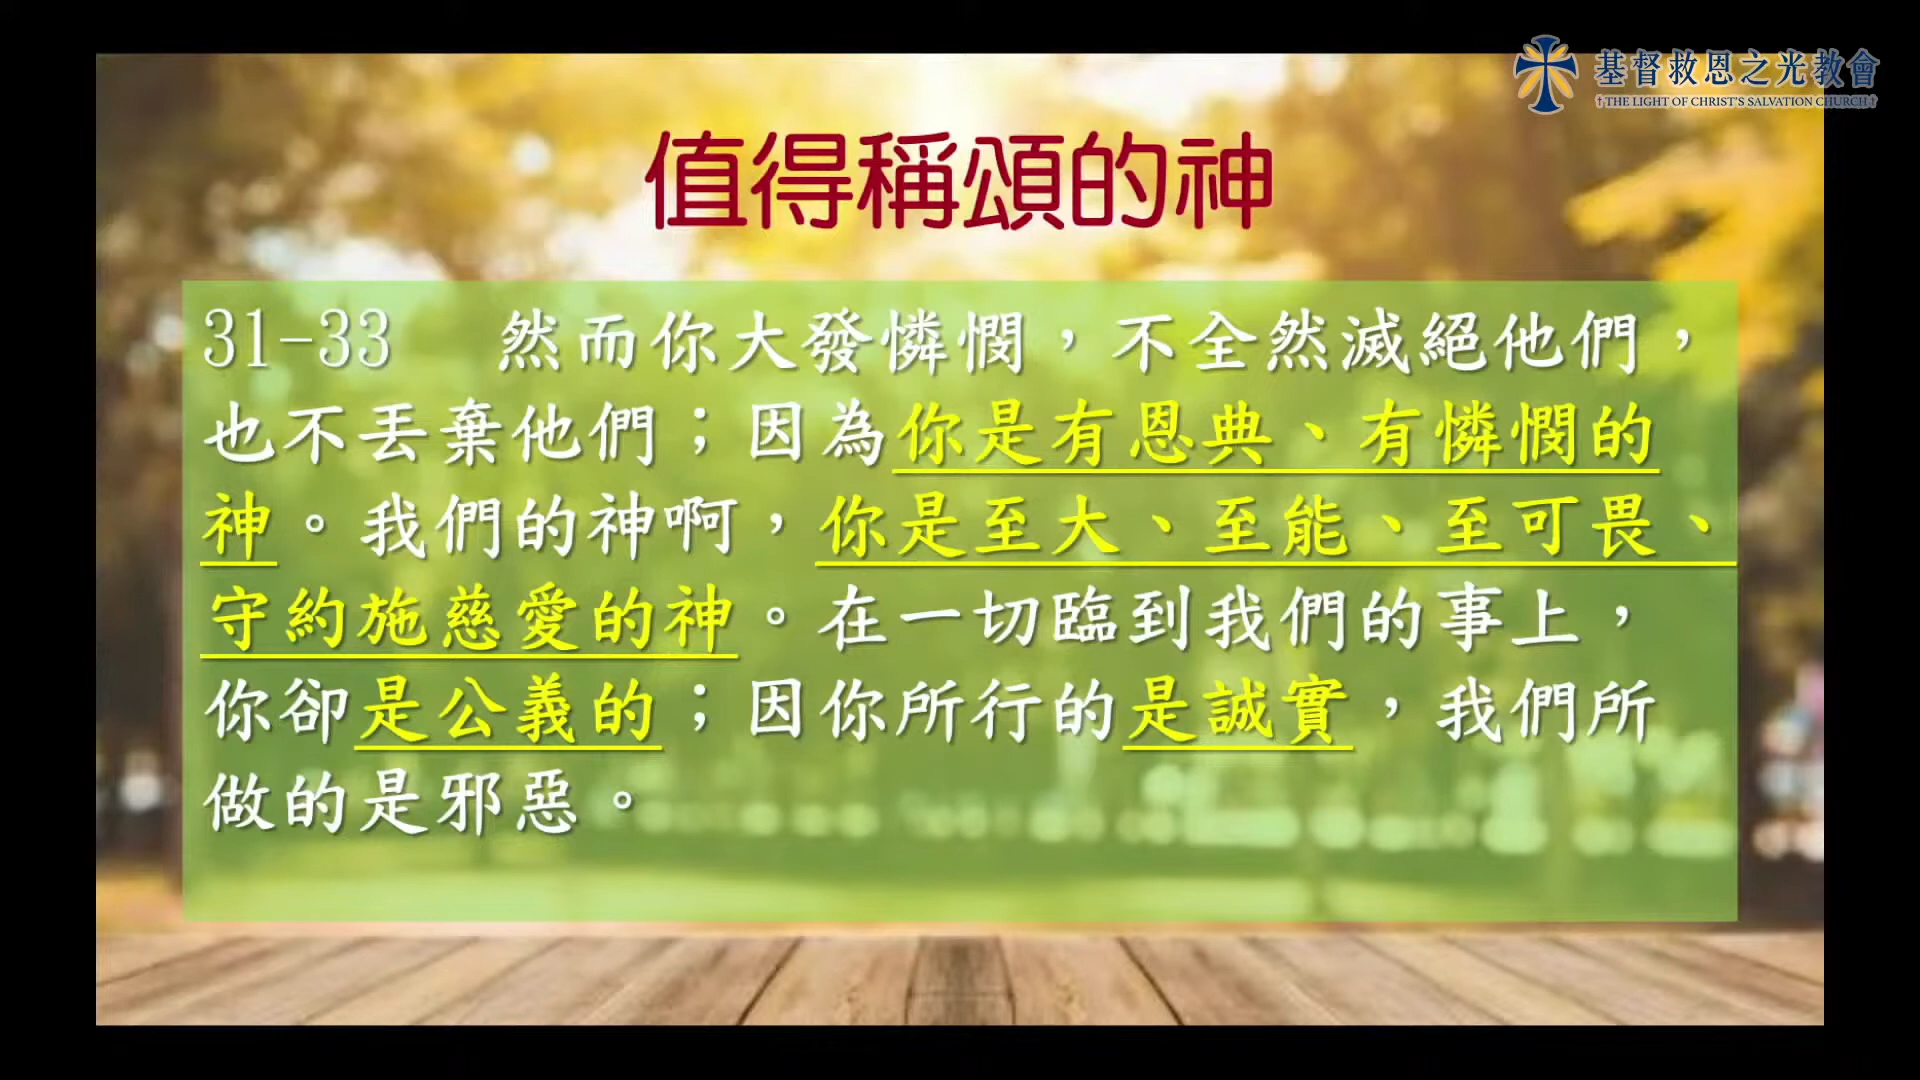 基督救恩之光教會
†THE LIGHT OF CHRIST'S SALVATION CHURCH†
值得稱頌的神
31-33 然而你大發憐憫，不全然滅絕他們，
也不丟棄他們；因為你是有恩典、有憐憫的
神。我們的神啊，你是至大、至能、至可畏、
守約施慈愛的神。在一切臨到我們的事上，
你卻是公義的；因你所行的是誠實，我們所
做的是邪惡。